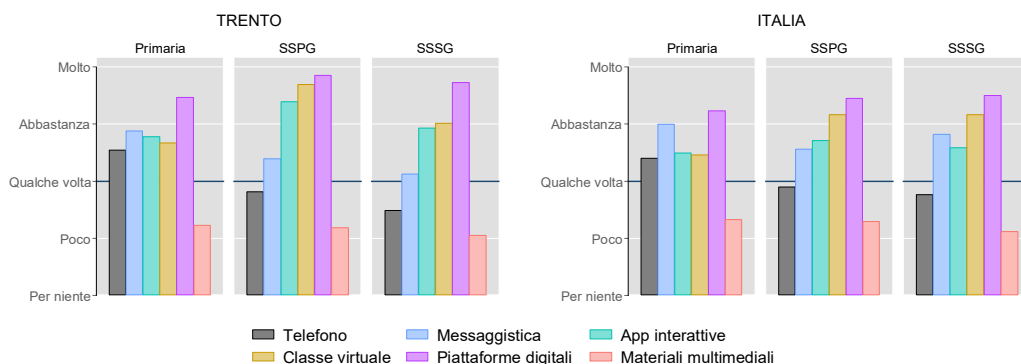 TRENTO
ITALIA
Primaria
SSPG
SSSG
Primaria
SSPG
SSSG
Molto
Abbastanza
Qualche volta
Poco
Per niente
Molto
Abbastanza
Qualche volta
Poco
Per niente
Telefono
Messaggistica
App interattive
Classe virtuale
Piattaforme digitali
Materiali multimediali